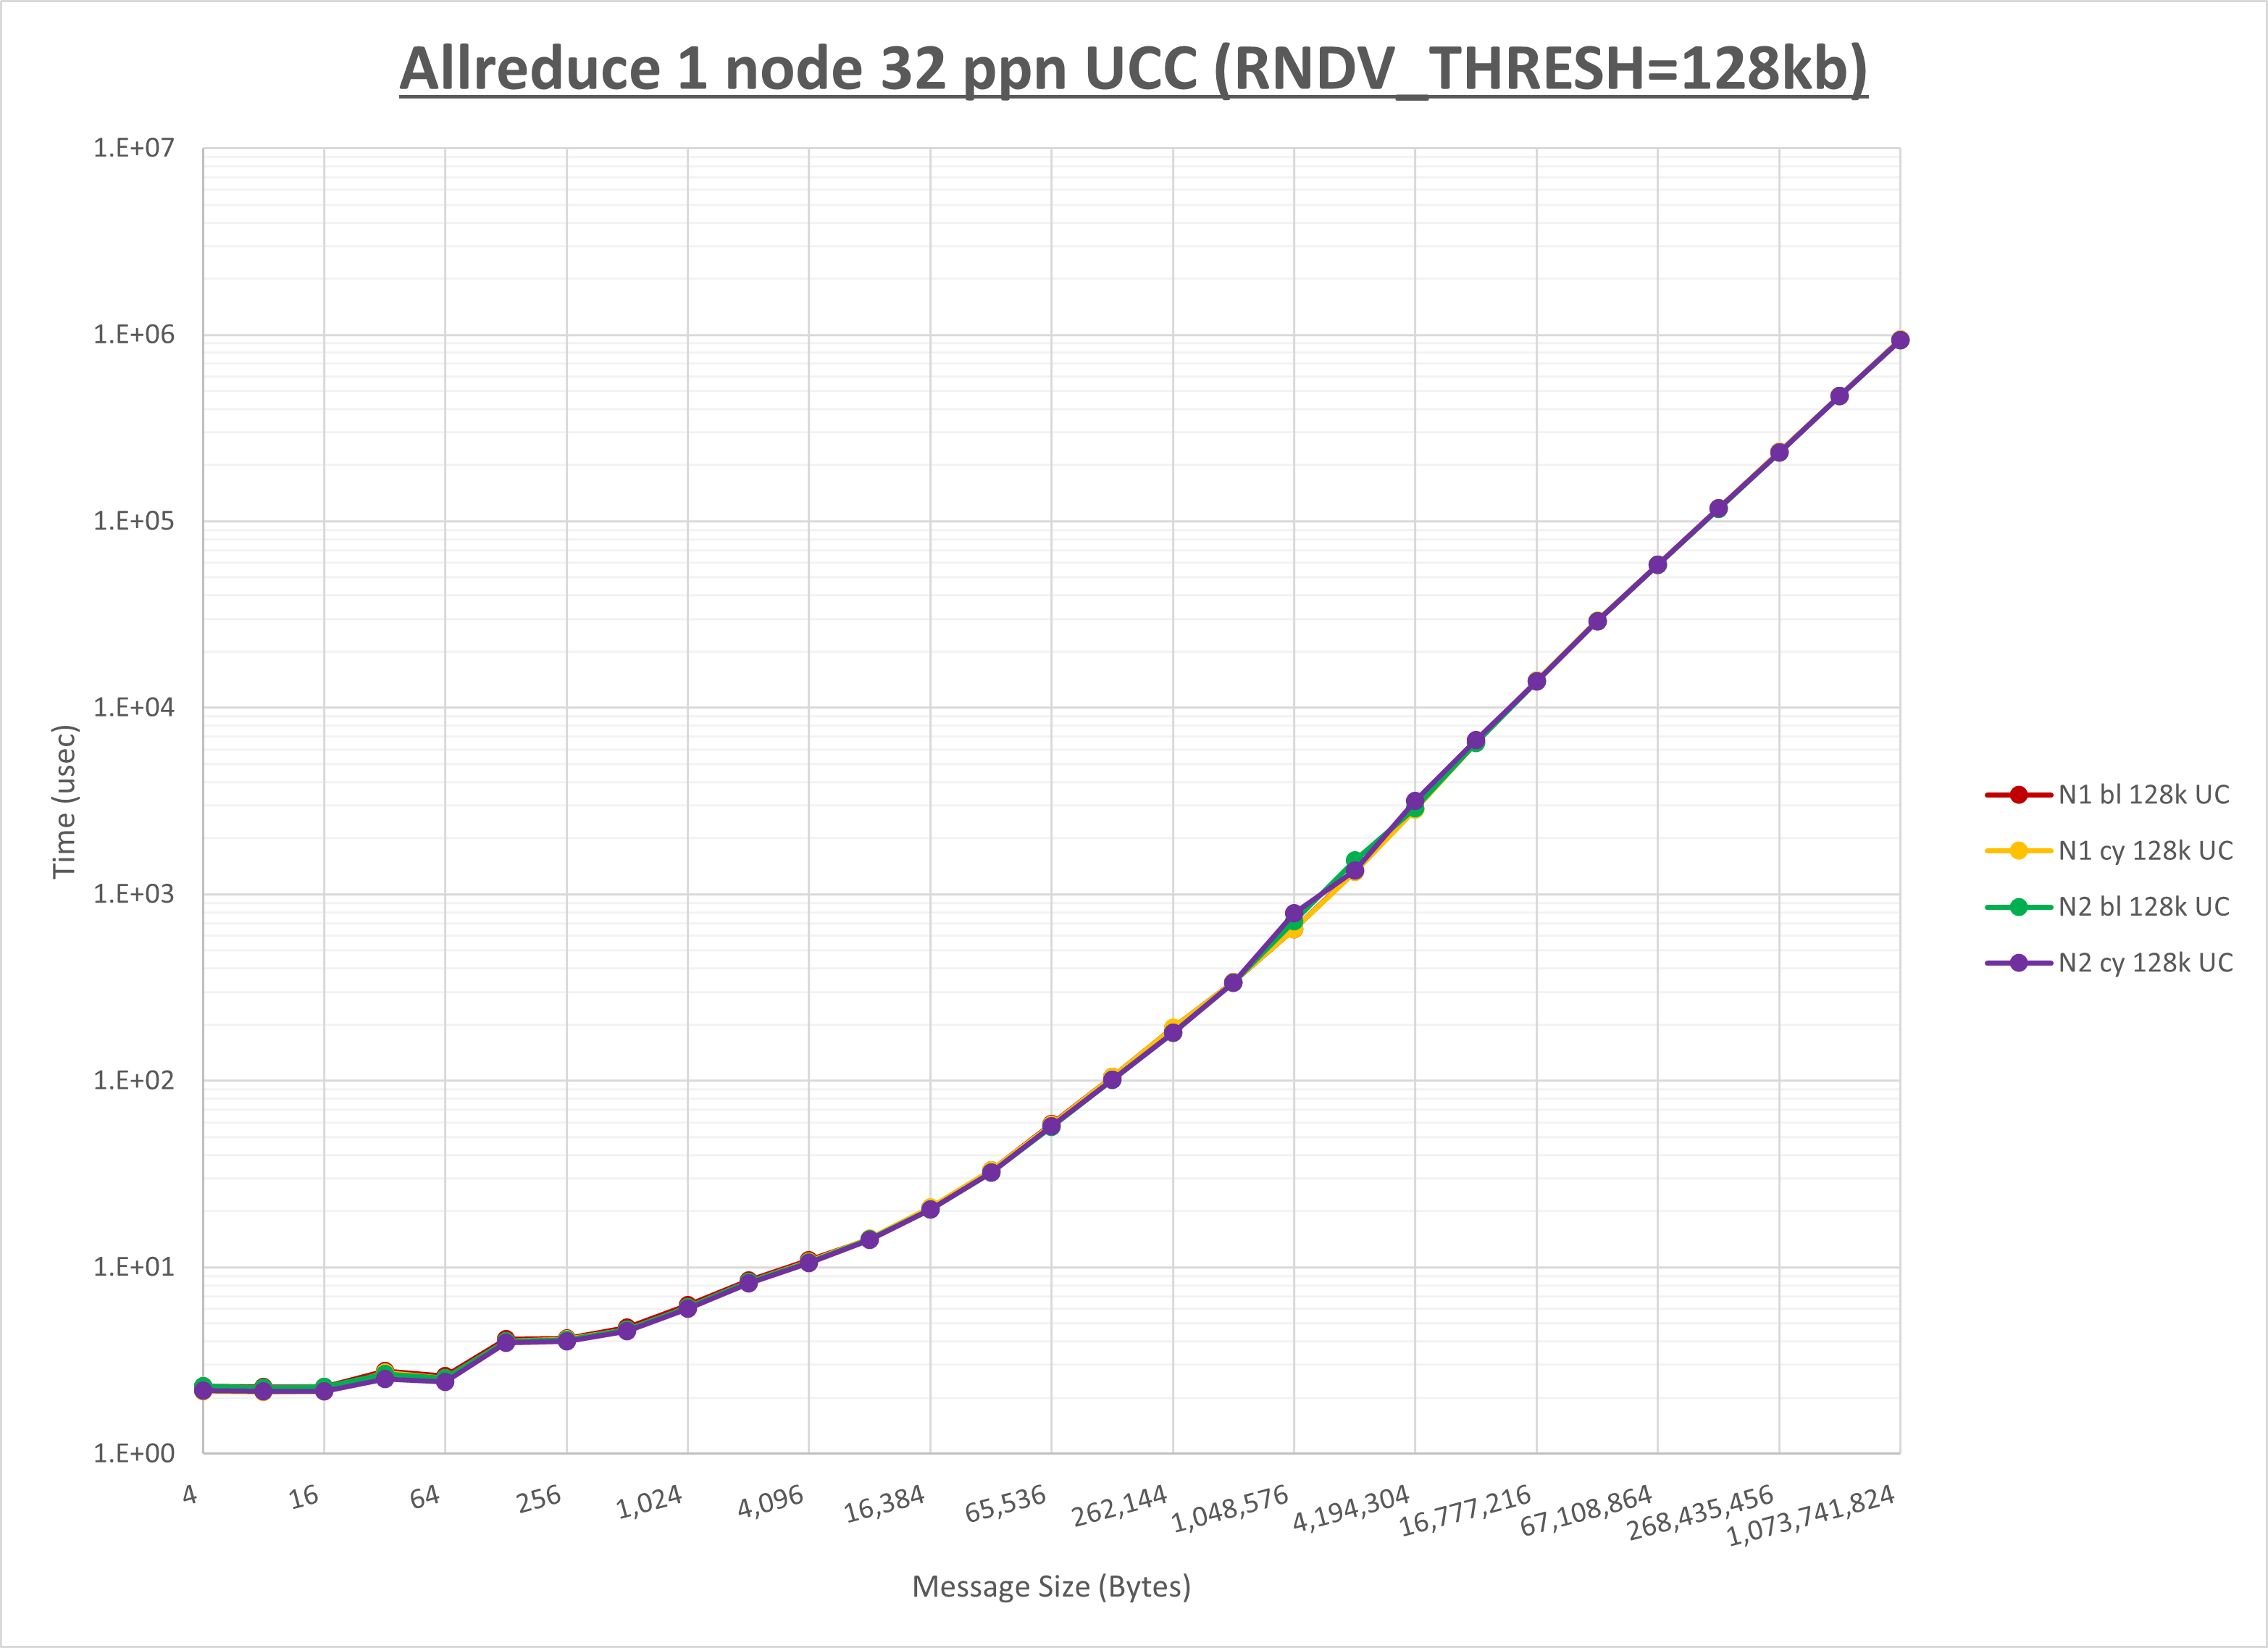 Allreduce 1 node 32 ppn UCC (RNDV_THRESH=128kb)
1.E+07
1.E+06
1.E+05
1.E+04
1.E+03
1.E+02
1.E+01
1.E+00
Time (usec)
4
16
64
256
1,024
4,096
16,384
65,536
262,144
1,048,576
4,194,304
16,777,216
67,108,864
268,435,456
1,073,741,824
Message Size (Bytes)
N1 bl 128k UC
N1 cy 128k UC
N2 bl 128k UC
N2 cy 128k UC